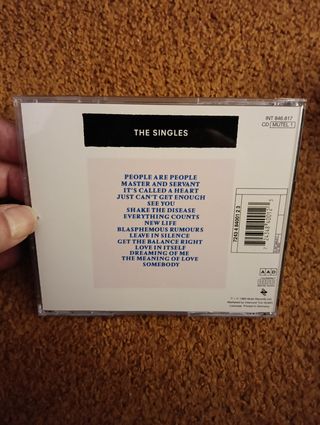 INT 846.817
CD MUTEL 1
THE SINGLES
PEOPLE ARE PEOPLE
MASTER AND SERVANT
IT'S CALLED A HEART
JUST CAN'T GET ENOUGH
SEE YOU
SHAKE THE DISEASE
EVERYTHING COUNTS
NEW LIFE
BLASPHEMOUS RUMOURS
LEAVE IN SILENCE
GET THE BALANCE RIGHT
LOVE IN ITSELF
DREAMING OF ME
THE MEANING OF LOVE
SOMEBODY
AAD